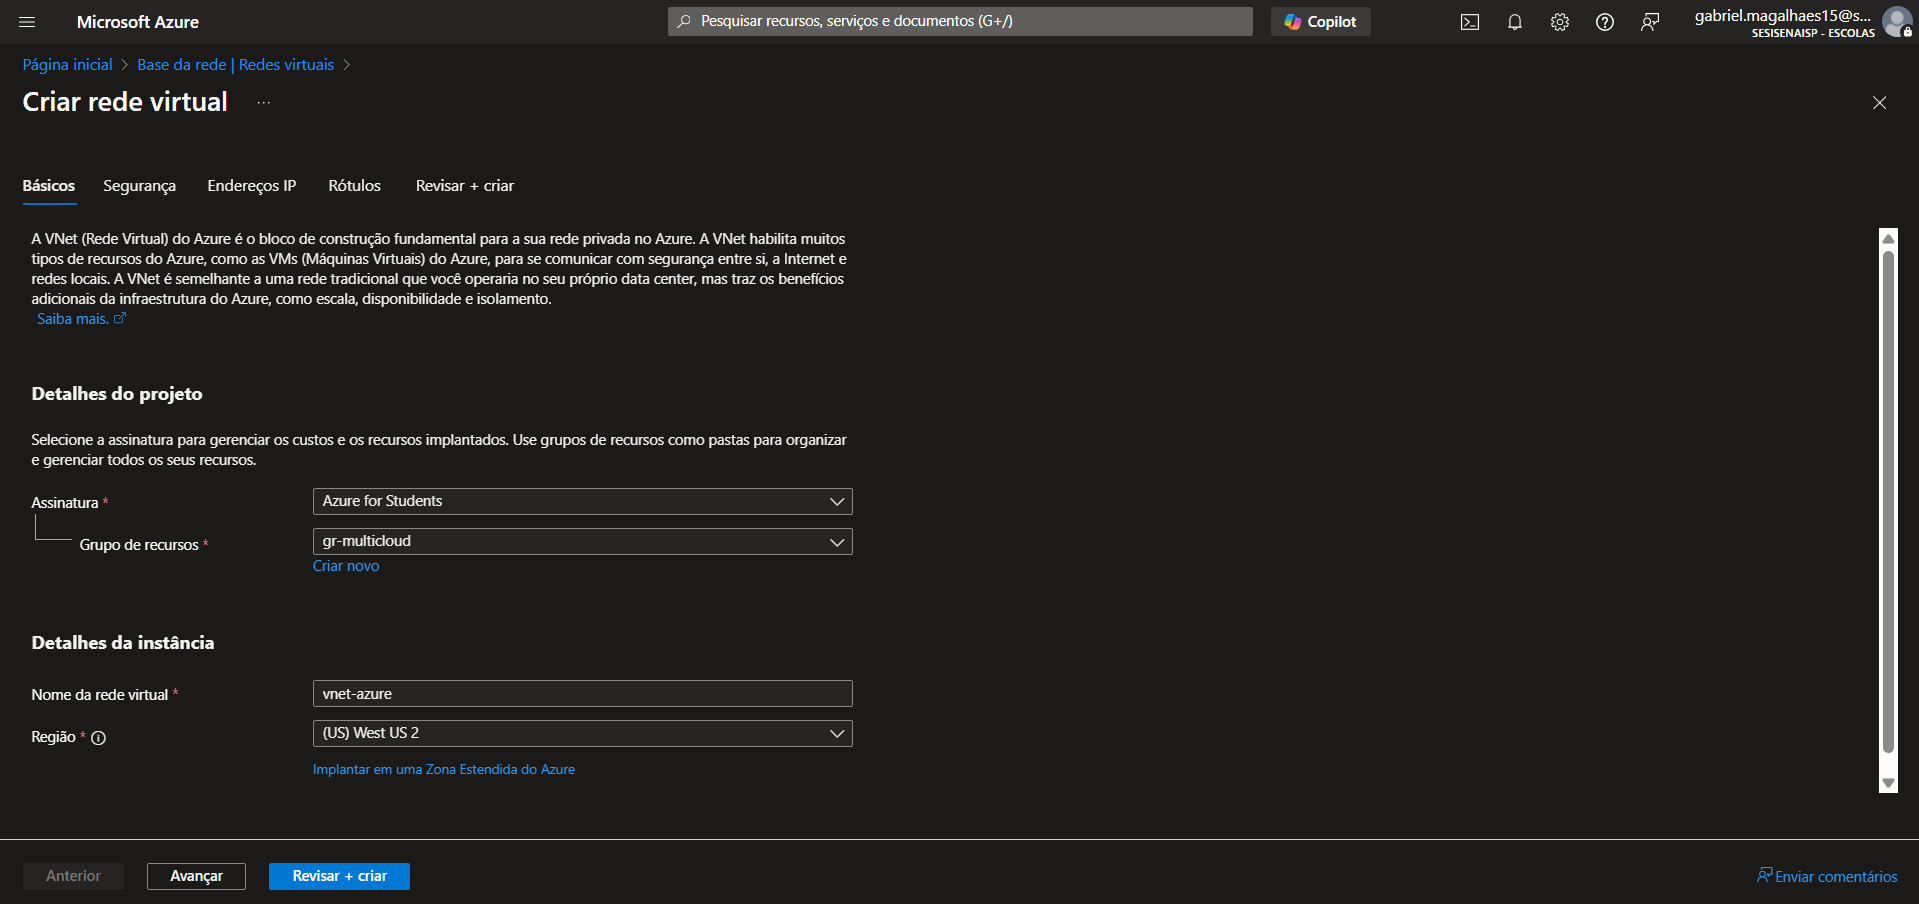 Microsoft Azure
Pesquisar recursos, serviços e documentos (G+/)
Copilot
gabriel.magalhaes15@s...
SESISENAISP - ESCOLAS
Página inicial > Base da rede | Redes virtuais >
Criar rede virtual ...
Básicos Segurança Endereços IP Rótulos Revisar + criar
A VNet (Rede Virtual) do Azure é o bloco de construção fundamental para a sua rede privada no Azure. A VNet habilita muitos
tipos de recursos do Azure, como as VMs (Máquinas Virtuais) do Azure, para se comunicar com segurança entre si, a Internet e
redes locais. A VNet é semelhante a uma rede tradicional que você operaria no seu próprio data center, mas traz os benefícios
adicionais da infraestrutura do Azure, como escala, disponibilidade e isolamento.
Saiba mais.
Detalhes do projeto
Selecione a assinatura para gerenciar os custos e os recursos implantados. Use grupos de recursos como pastas para organizar
e gerenciar todos os seus recursos.
Assinatura * Azure for Students
Grupo de recursos * gr-multicloud
Criar novo
Detalhes da instância
Nome da rede virtual * vnet-azure
Região * (US) West US 2
Implantar em uma Zona Estendida do Azure
Anterior Avançar Revisar + criar Enviar comentários